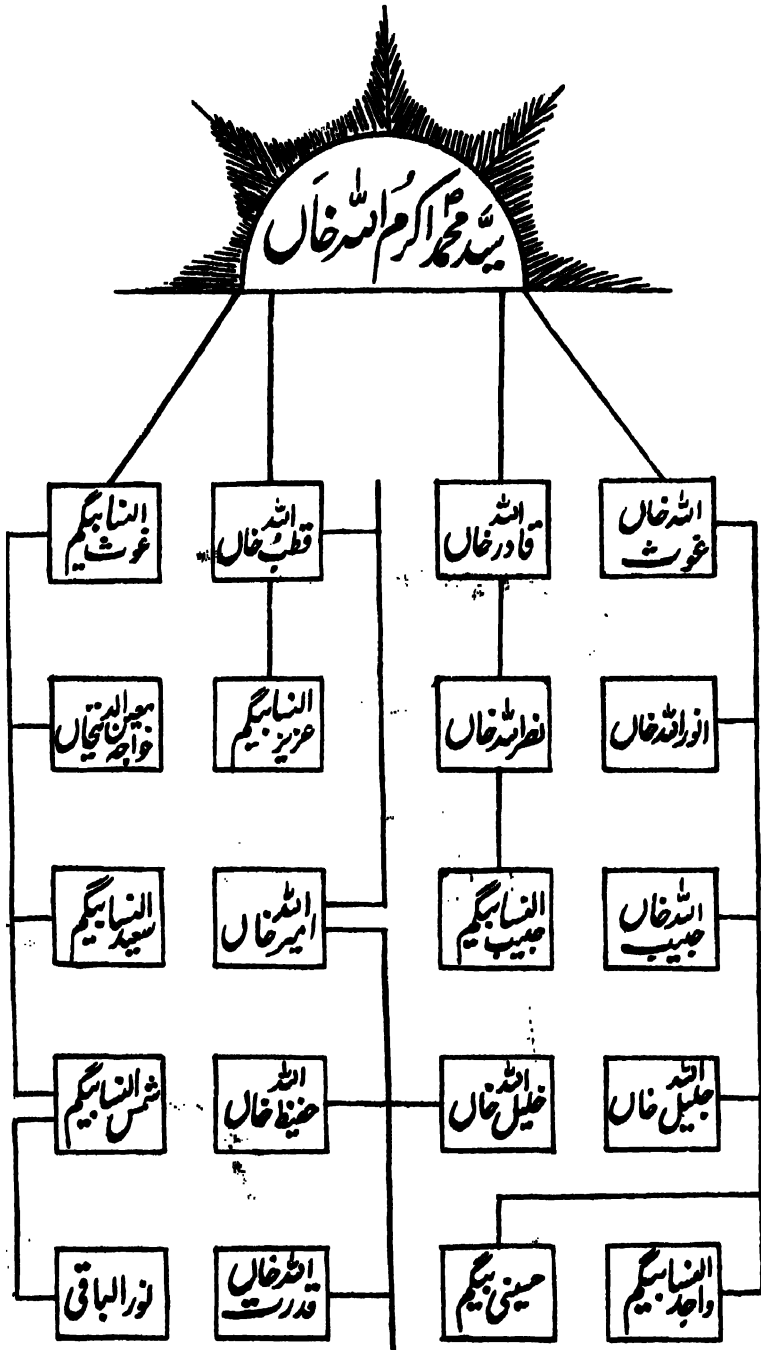 سیّد محمد اکرم اللہ خاں
غوث اللہ خاں
قادر اللہ خاں
قطب اللہ خاں
غوث النسا بیگم
انور اللہ خاں
نصر اللہ خاں
عزیز النسا بیگم
خواجہ معین الدین خاں
حبیب اللہ خاں
حبیب النسا بیگم
امیر اللہ خاں
سعید النسا بیگم
جلیل اللہ خاں
خلیل اللہ خاں
حفیظ اللہ خاں
شمس النسا بیگم
واجد النسا بیگم
حسینی بیگم
قدرت اللہ خاں
نور الباقی